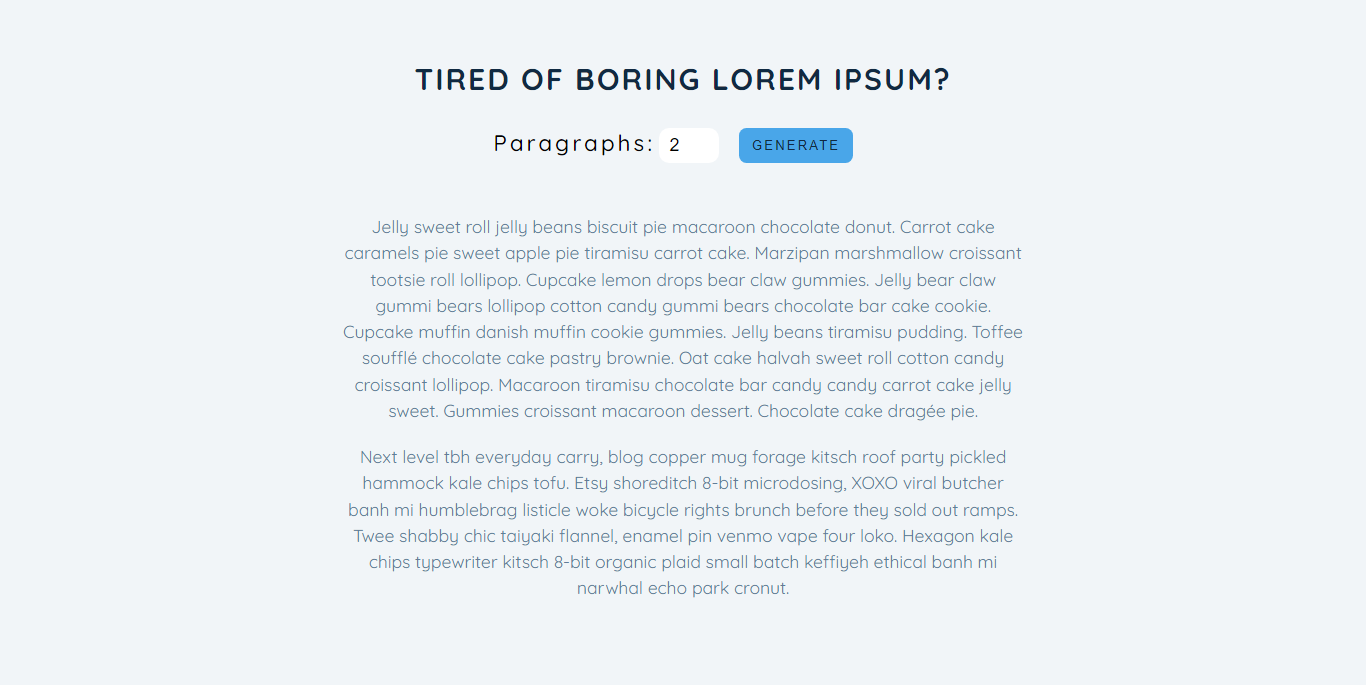 TIRED OF BORING LOREM IPSUM?
Paragraphs: 2 GENERATE
Jelly sweet roll jelly beans biscuit pie macaroon chocolate donut. Carrot cake
caramels pie sweet apple pie tiramisu carrot cake. Marzipan marshmallow croissant
tootsie roll lollipop. Cupcake lemon drops bear claw gummies. Jelly bear claw
gummi bears lollipop cotton candy gummi bears chocolate bar cake cookie.
Cupcake muffin danish muffin cookie gummies. Jelly beans tiramisu pudding. Toffee
soufflé chocolate cake pastry brownie. Oat cake halvah sweet roll cotton candy
croissant lollipop. Macaroon tiramisu chocolate bar candy candy carrot cake jelly
sweet. Gummies croissant macaroon dessert. Chocolate cake dragée pie.
Next level tbh everyday carry, blog copper mug forage kitsch roof party pickled
hammock kale chips tofu. Etsy shoreditch 8-bit microdosing, XOXO viral butcher
banh mi humblebrag listicle woke bicycle rights brunch before they sold out ramps.
Twee shabby chic taiyaki flannel, enamel pin venmo vape four loko. Hexagon kale
chips typewriter kitsch 8-bit organic plaid small batch keffiyeh ethical banh mi
narwhal echo park cronut.